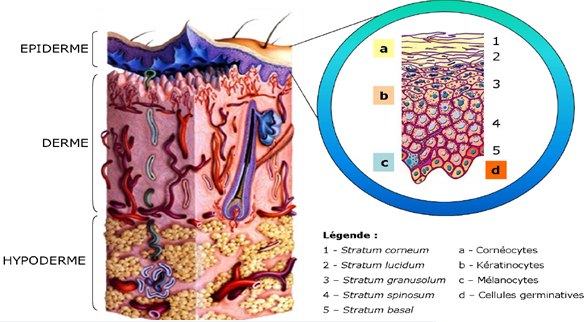 EPIDERME
DERME
HYPODERME
a
b
c
d
1
2
3
4
5
Légende :
1 - Stratum corneum
2 - Stratum lucidum
3 – Stratum granusolum
4 – Stratum spinosum
5 – Stratum basal
a - Cornéocytes
b - Kératinocytes
c – Mélanocytes
d – Cellules germinatives